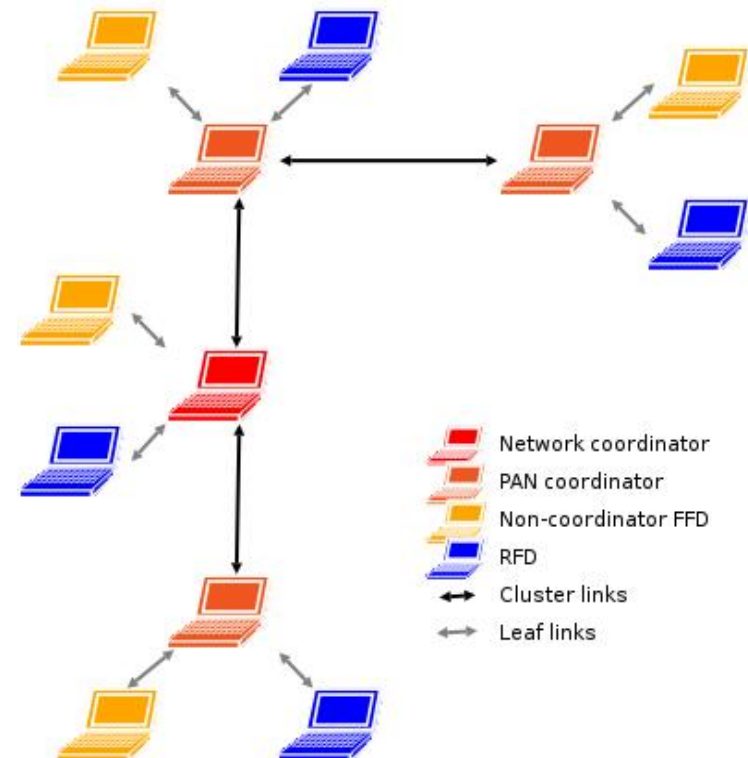 Network coordinator
PAN coordinator
Non-coordinator FFD
RFD
Cluster links
Leaf links